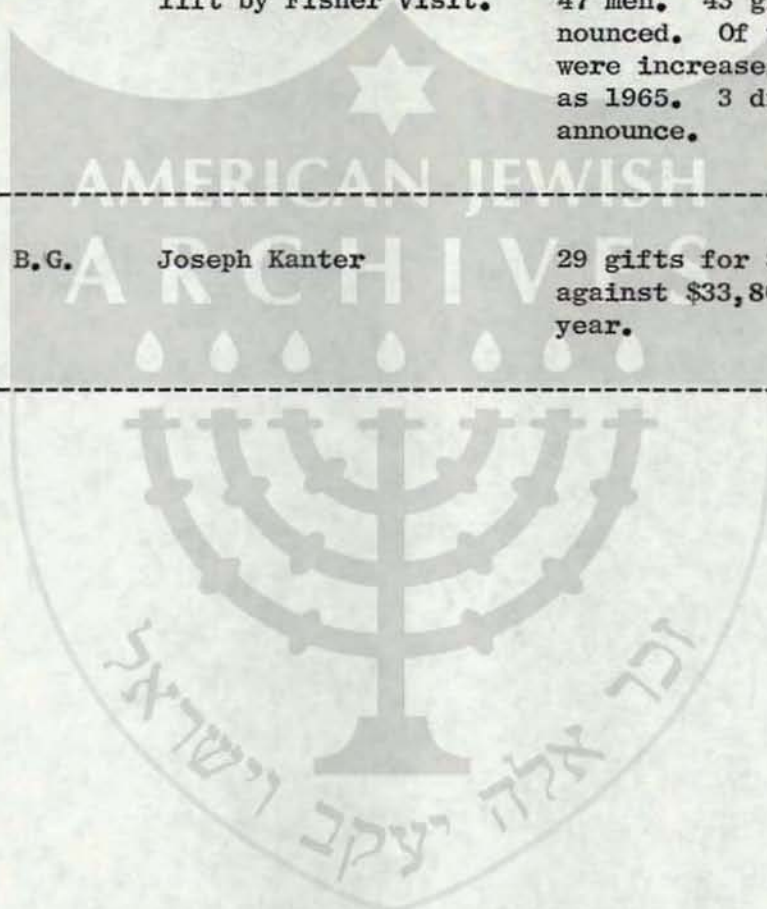 lift by Fisher visit. 47 men. 43 g
nounced. Of
were increase
as 1965. 3 d
announce.
AMERICAN JEWISH
ARCHIVES
B.G. Joseph Kanter 29 gifts for
against $33,8
year.
זכר אלה יעקב וישראל